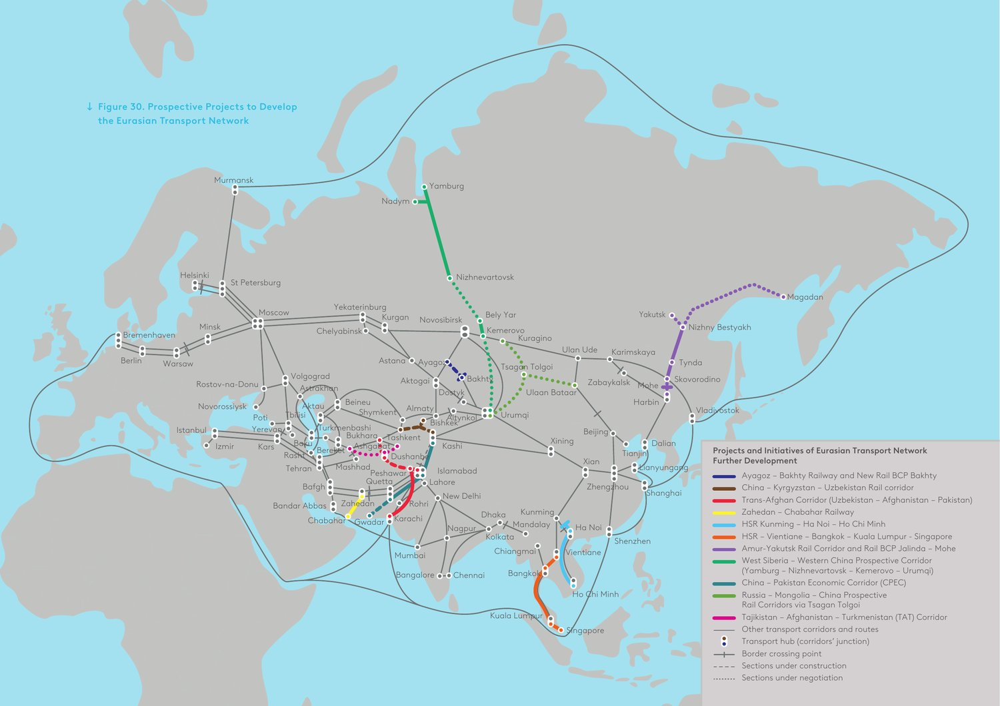 ↓ Figure 30. Prospective Projects to Develop
the Eurasian Transport Network
Murmansk
Yamburg
Nadym
Helsinki
St Petersburg
Nizhnevartovsk
Magadan
Moscow
Yekaterinburg
Kurgan
Novosibirsk
Bely Yar
Yakutsk
Nizhny Bestyakh
Minsk
Chelyabinsk
Kemerovo
Kuragino
Bremenhaven
Berlin
Warsaw
Astana
Ayagoz
Tsagan Tolgoi
Ulan Ude
Karimskaya
Tynda
Volgograd
Aktogai
Bakhty
Skovorodino
Rostov-na-Donu
Astrakhan
Dostyk
Ulaan Bataar
Zabaykalsk
Mohe
Novorossiysk
Aktau
Beineu
Shymkent
Almaty
Altynkol
Urumqi
Harbin
Vladivostok
Poti
Tbilisi
Bishkek
Istanbul
Yerevan
Turkmenbashi
Bukhara
Tashkent
Beijing
Izmir
Kars
Baku
Bereket
Ashgabat
Kashi
Xining
Dalian
Rasht
Dushanbe
Tianjin
Tehran
Mashhad
Peshawar
Islamabad
Xian
Lianyungang
Bafgh
Quetta
Lahore
Zhengzhou
Shanghai
Bandar Abbas
Zahedan
Rohri
New Delhi
Chabahar
Gwadar
Karachi
Dhaka
Kunming
Ha Noi
Nagpur
Kolkata
Mandalay
Shenzhen
Mumbai
Chiangmai
Vientiane
Bangalore
Chennai
Bangkok
Ho Chi Minh
Kuala Lumpur
Singapore
Projects and Initiatives of Eurasian Transport Network
Further Development
Ayagoz – Bakhty Railway and New Rail BCP Bakhty
China – Kyrgyzstan – Uzbekistan Rail corridor
Trans-Afghan Corridor (Uzbekistan – Afghanistan – Pakistan)
Zahedan – Chabahar Railway
HSR Kunming – Ha Noi – Ho Chi Minh
HSR – Vientiane – Bangkok – Kuala Lumpur - Singapore
Amur-Yakutsk Rail Corridor and Rail BCP Jalinda – Mohe
West Siberia – Western China Prospective Corridor
(Yamburg – Nizhnevartovsk – Kemerovo – Urumqi)
China – Pakistan Economic Corridor (CPEC)
Russia – Mongolia – China Prospective
Rail Corridors via Tsagan Tolgoi
Tajikistan – Afghanistan – Turkmenistan (TAT) Corridor
Other transport corridors and routes
Transport hub (corridors’ junction)
Border crossing point
Sections under construction
Sections under negotiation